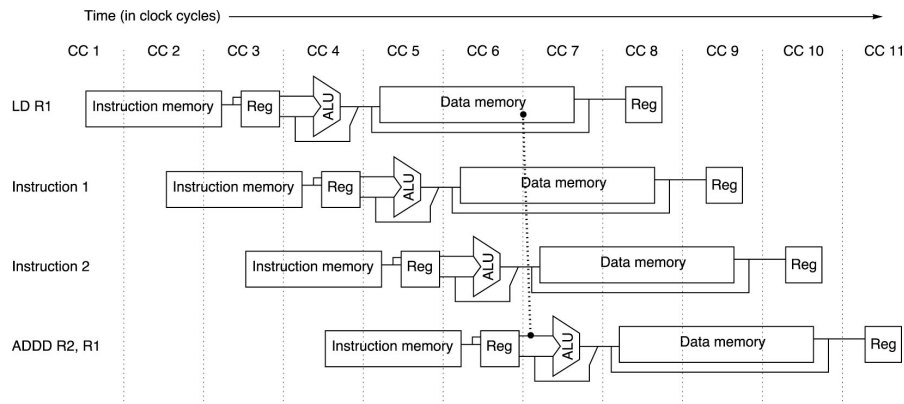 Time (in clock cycles)
CC 1 CC 2 CC 3 CC 4 CC 5 CC 6 CC 7 CC 8 CC 9 CC 10 CC 11
LD R1 Instruction memory Reg ALU Data memory Reg
Instruction 1 Instruction memory Reg ALU Data memory Reg
Instruction 2 Instruction memory Reg ALU Data memory Reg
ADDD R2, R1 Instruction memory Reg ALU Data memory Reg